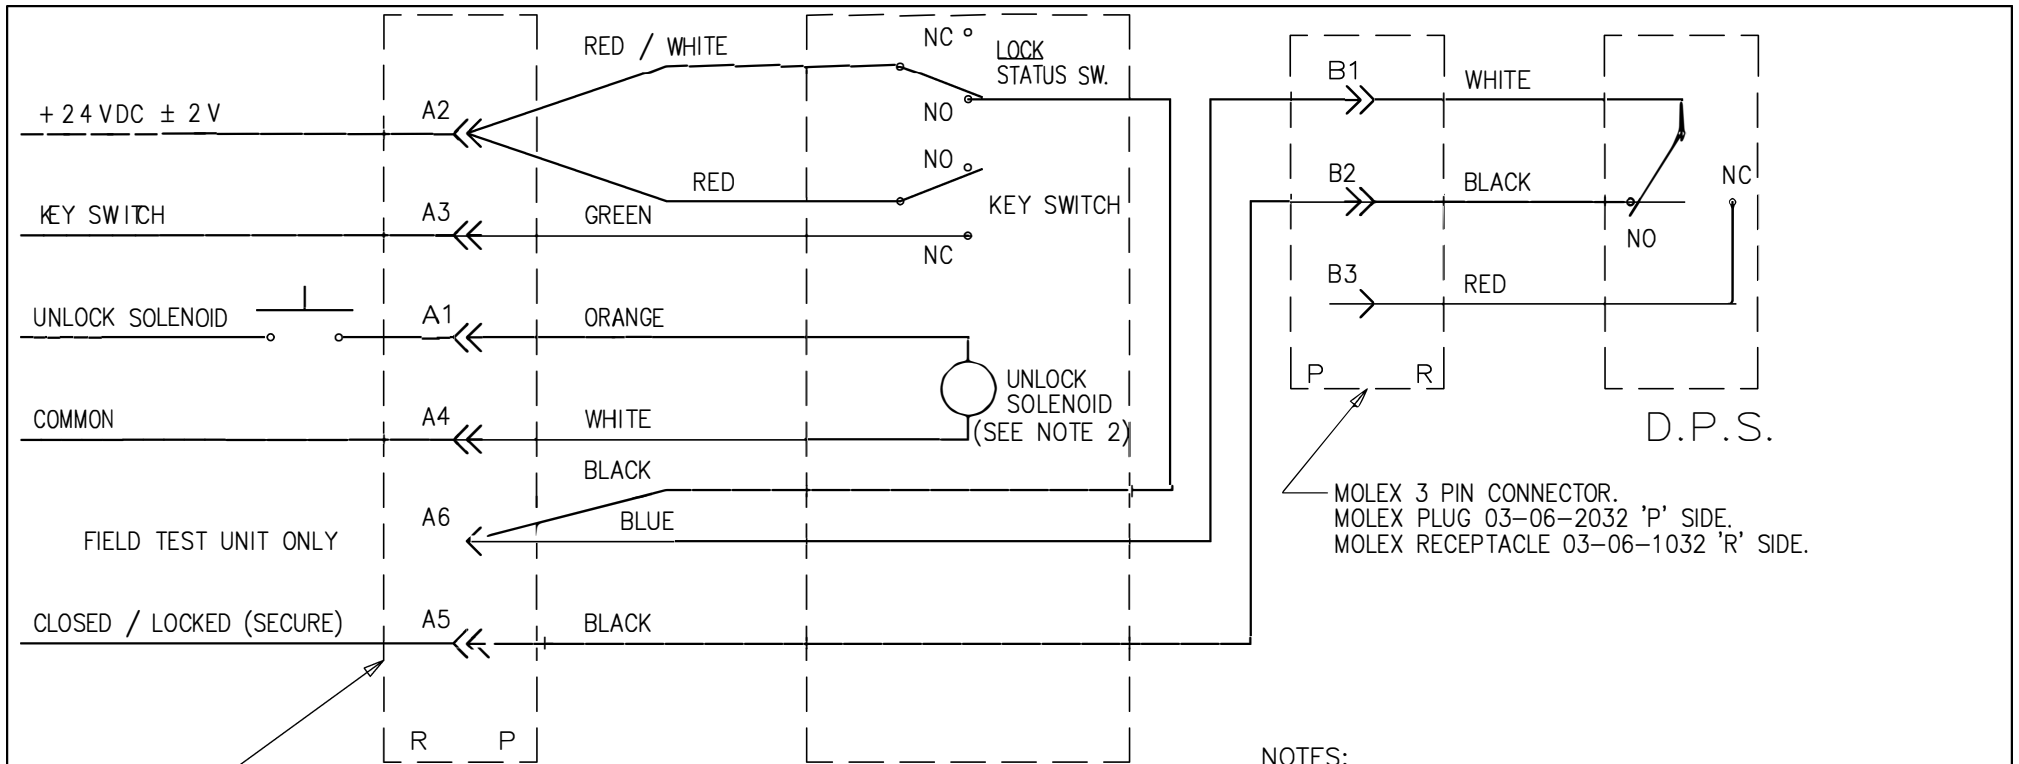 RED / WHITE
NC
LOCK
STATUS SW.
+24VDC ± 2V
A2
NO
NO
RED
KEY SWITCH
KEY SWITCH
A3
GREEN
NC
UNLOCK SOLENOID
A1
ORANGE
UNLOCK
SOLENOID
(SEE NOTE 2)
COMMON
A4
WHITE
BLACK
A6
BLUE
FIELD TEST UNIT ONLY
CLOSED / LOCKED (SECURE)
A5
BLACK
R P
B1
WHITE
B2
BLACK
NC
NO
B3
RED
P R
D.P.S.
MOLEX 3 PIN CONNECTOR.
MOLEX PLUG 03-06-2032 'P' SIDE.
MOLEX RECEPTACLE 03-06-1032 'R' SIDE.
NOTES: